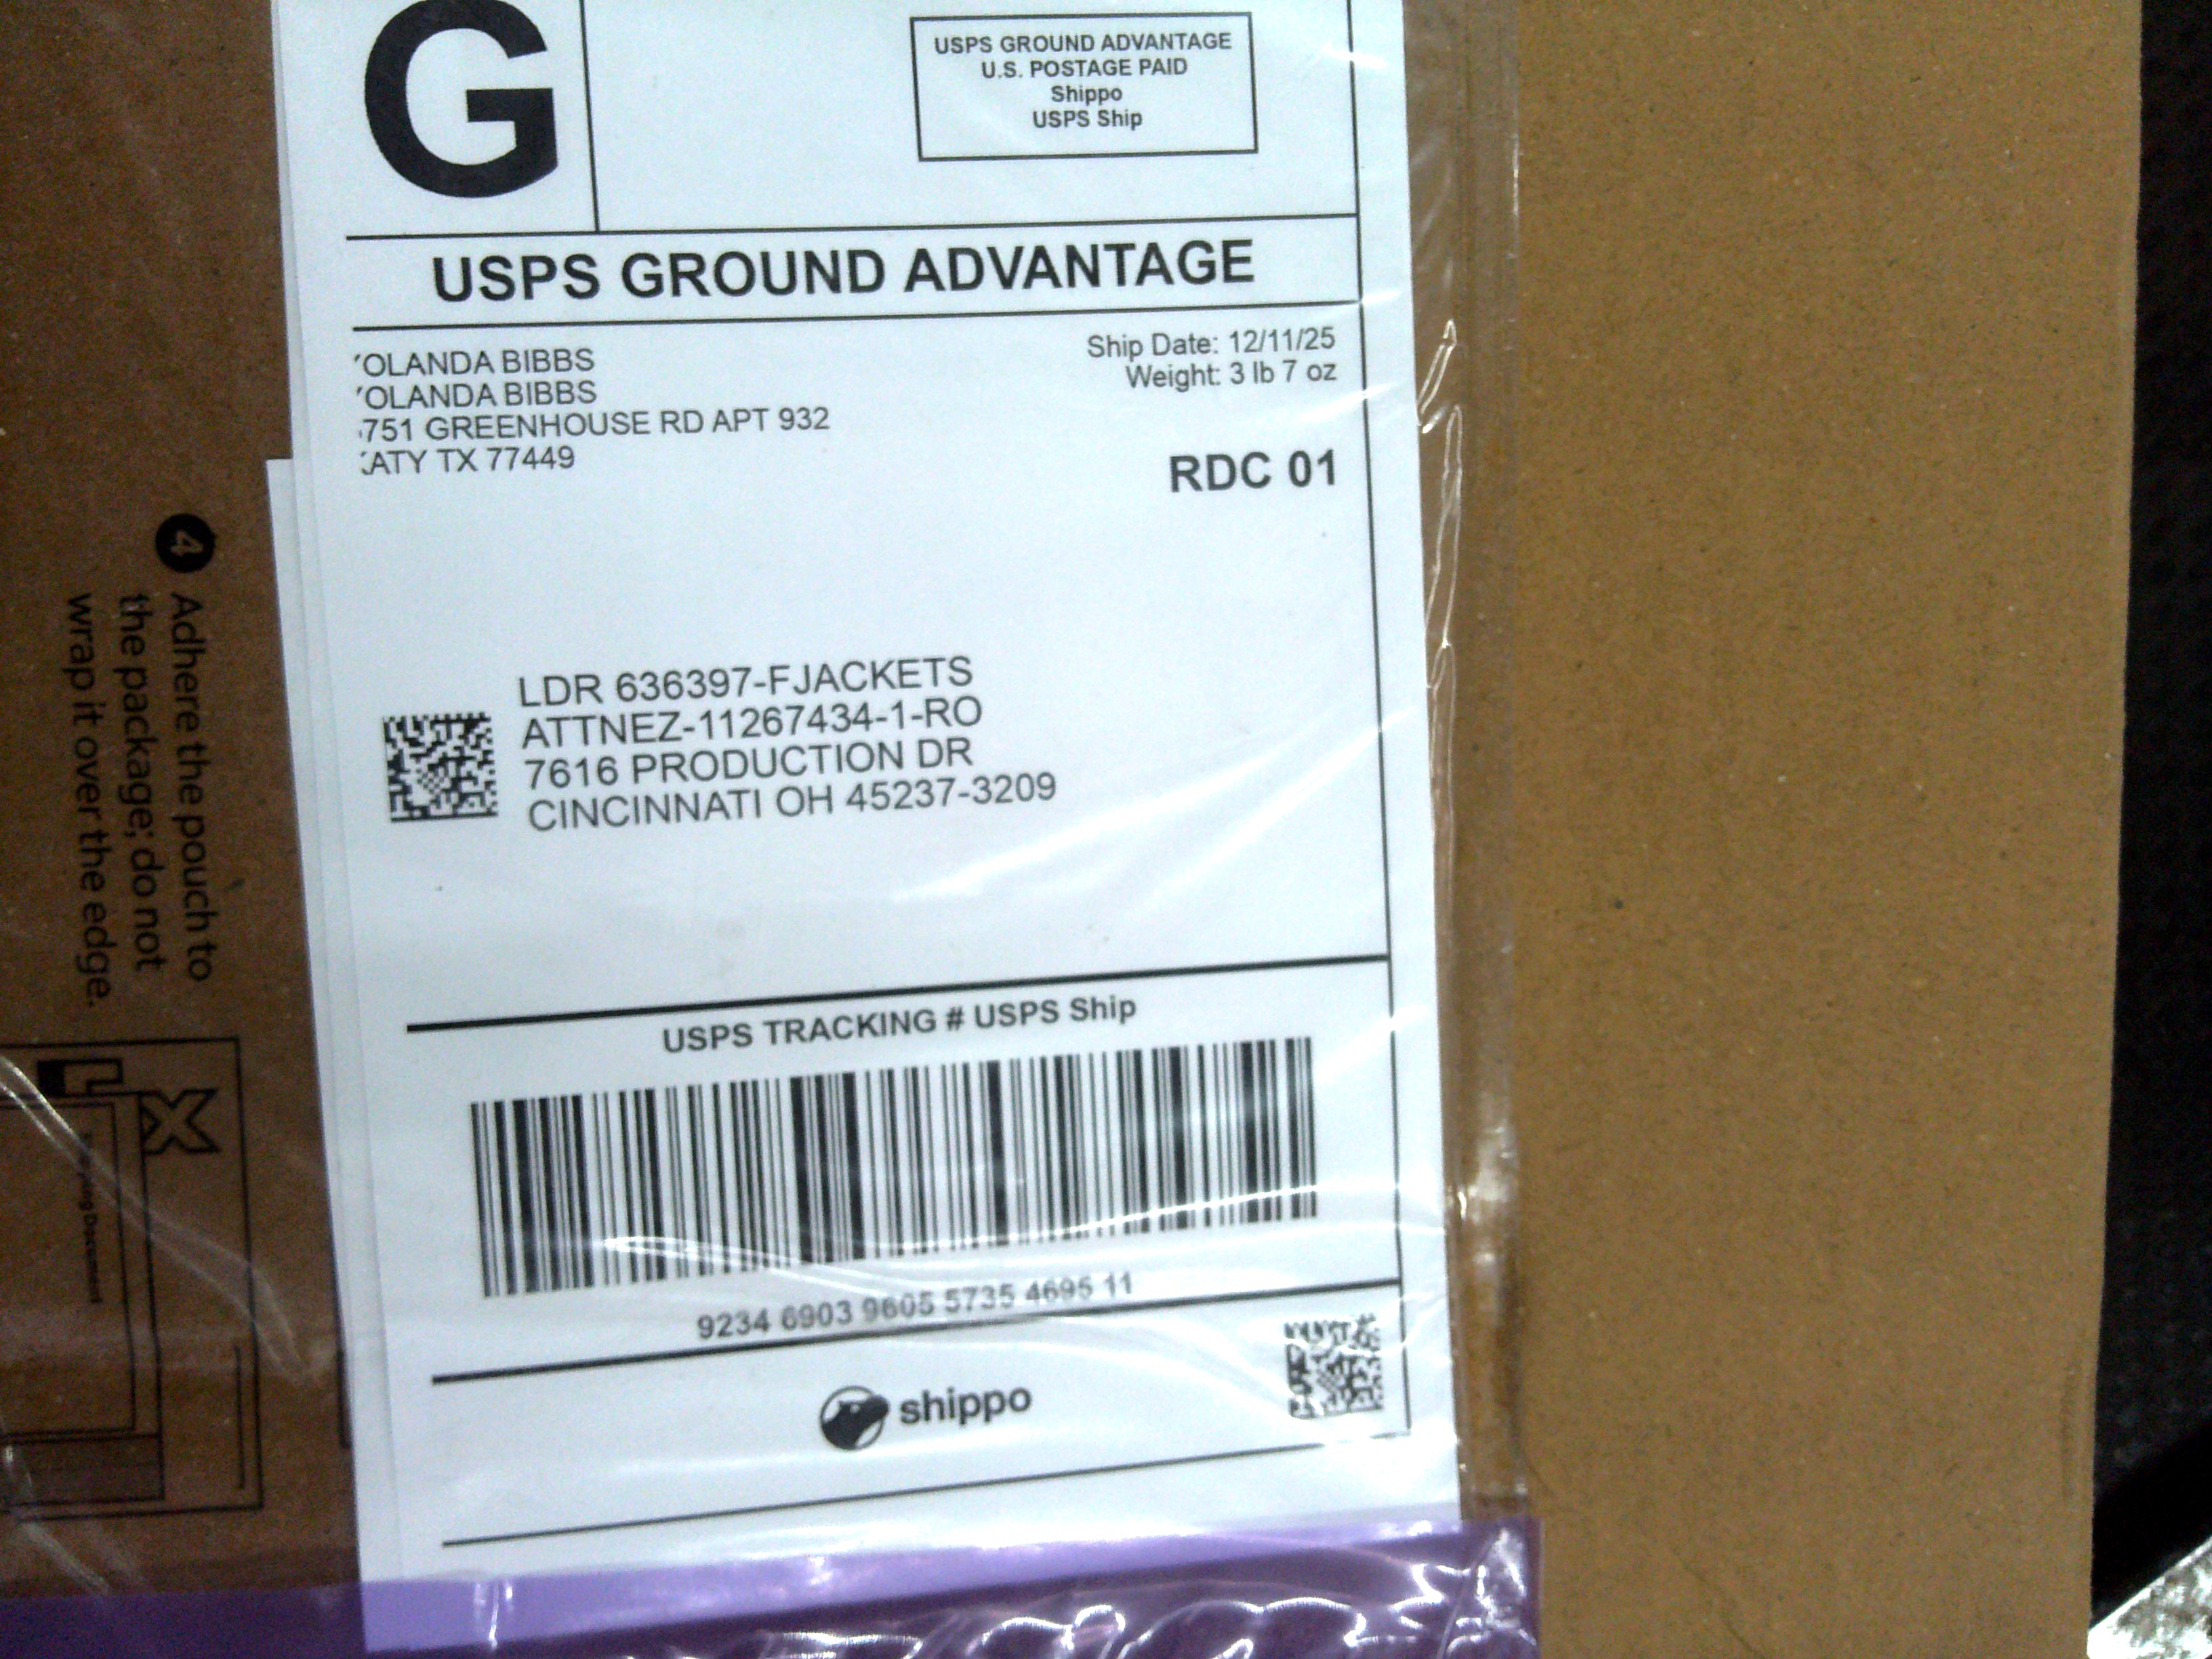 G
USPS GROUND ADVANTAGE
U.S. POSTAGE PAID
Shippo
USPS Ship
USPS GROUND ADVANTAGE
OLANDA BIBBS
OLANDA BIBBS
751 GREENHOUSE RD APT 932
ATY TX 77449
Ship Date: 12/11/25
Weight: 3 lb 7 oz
RDC 01
LDR 636397-FJACKETS
ATTNEZ-11267434-1-RO
7616 PRODUCTION DR
CINCINNATI OH 45237-3209
USPS TRACKING # USPS Ship
9234 6903 9605 5735 4695 11
shippo
4 Adhere the pouch to
the package; do not
wrap it over the edge.